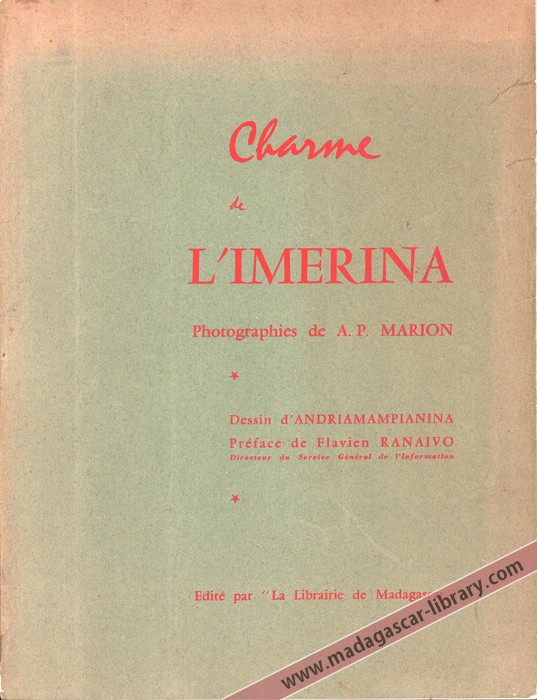 Charme
de
L'IMERINA
Photographies de A. P. MARION
*
Dessin d'ANDRIAMAMPIANINA
Préface de Flavien RANAIVO
Directeur du Service Général de l'Information
*
Edité par "La Librairie de Madagascar
www.madagascar-library.com